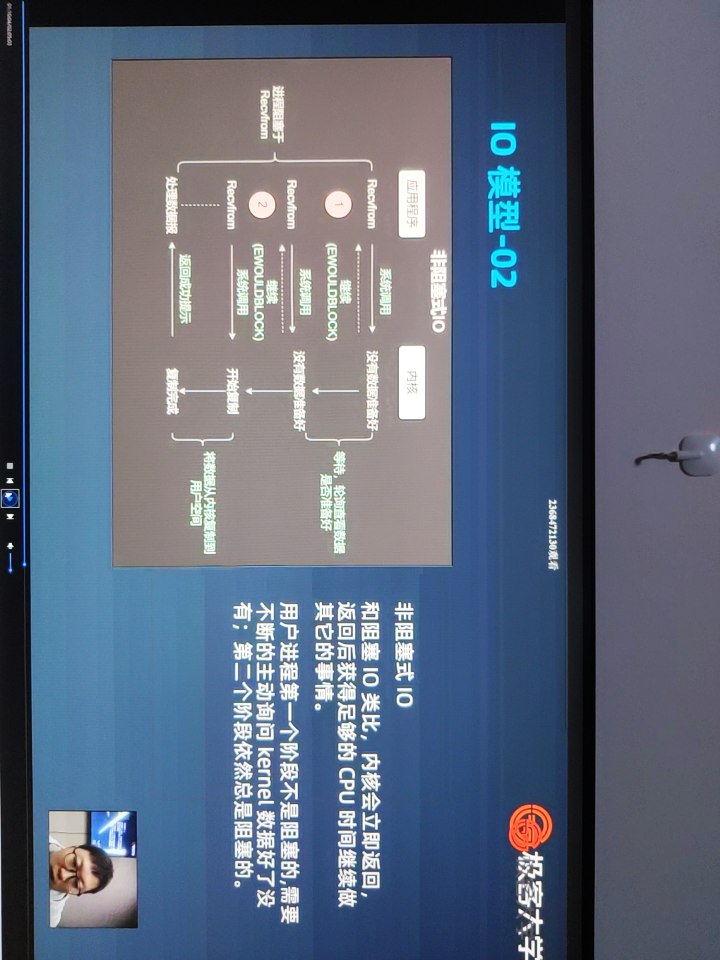 2368471130观看
极客大学
IO 模型-02
非阻塞式IO
应用程序
内核
Recvfrom
系统调用
没有数据准备好
1
继续
(EWOULDBLOCK)
等待，轮询查看数据
是否准备好
Recvfrom
系统调用
没有数据准备好
进程阻塞于
Recvfrom
2
继续
(EWOULDBLOCK)
Recvfrom
系统调用
开始复制
将数据从内核复制到
用户空间
处理数据报
返回成功提示
复制完成
非阻塞式 IO
和阻塞 IO 类比，内核会立即返回，
返回后获得足够的 CPU 时间继续做
其它的事情。
用户进程第一个阶段不是阻塞的,需要
不断的主动询问 kernel 数据好了没
有；第二个阶段依然总是阻塞的。